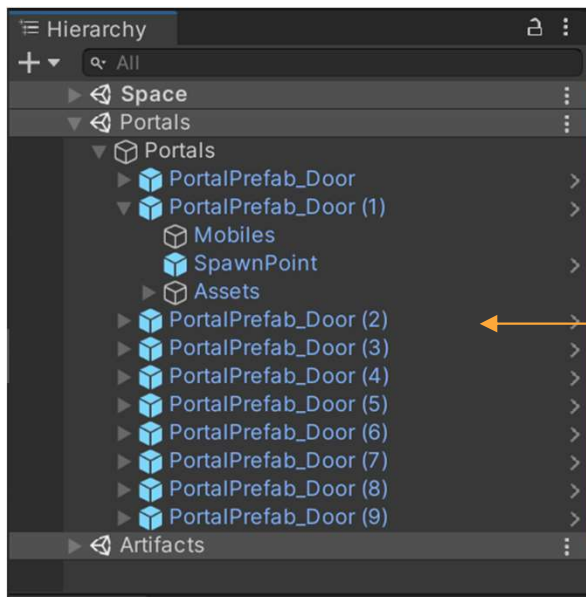 Hierarchy
All
Space
Portals
Portals
PortalPrefab_Door
PortalPrefab_Door (1)
Mobiles
SpawnPoint
Assets
PortalPrefab_Door (2)
PortalPrefab_Door (3)
PortalPrefab_Door (4)
PortalPrefab_Door (5)
PortalPrefab_Door (6)
PortalPrefab_Door (7)
PortalPrefab_Door (8)
PortalPrefab_Door (9)
Artifacts